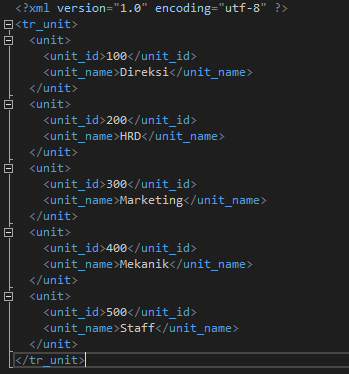 <?xml version="1.0" encoding="utf-8" ?>
<tr_unit>
  <unit>
    <unit_id>100</unit_id>
    <unit_name>Direksi</unit_name>
  </unit>
  <unit>
    <unit_id>200</unit_id>
    <unit_name>HRD</unit_name>
  </unit>
  <unit>
    <unit_id>300</unit_id>
    <unit_name>Marketing</unit_name>
  </unit>
  <unit>
    <unit_id>400</unit_id>
    <unit_name>Mekanik</unit_name>
  </unit>
  <unit>
    <unit_id>500</unit_id>
    <unit_name>Staff</unit_name>
  </unit>
</tr_unit>